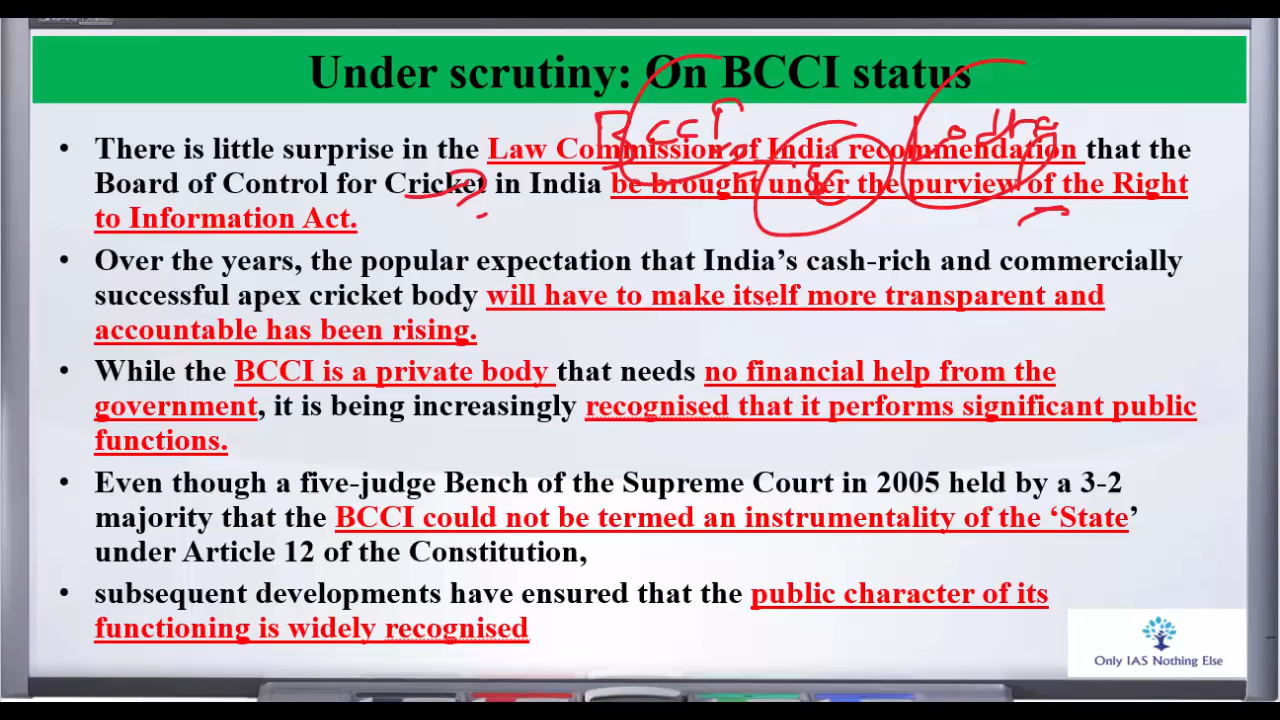 Under scrutiny: On BCCI status
BCCI
Lodha
SC
• There is little surprise in the Law Commission of India recommendation that the
Board of Control for Cricket in India be brought under the purview of the Right
to Information Act.
• Over the years, the popular expectation that India's cash-rich and commercially
successful apex cricket body will have to make itself more transparent and
accountable has been rising.
• While the BCCI is a private body that needs no financial help from the
government, it is being increasingly recognised that it performs significant public
functions.
• Even though a five-judge Bench of the Supreme Court in 2005 held by a 3-2
majority that the BCCI could not be termed an instrumentality of the ‘State’
under Article 12 of the Constitution,
• subsequent developments have ensured that the public character of its
functioning is widely recognised
Only IAS Nothing Else